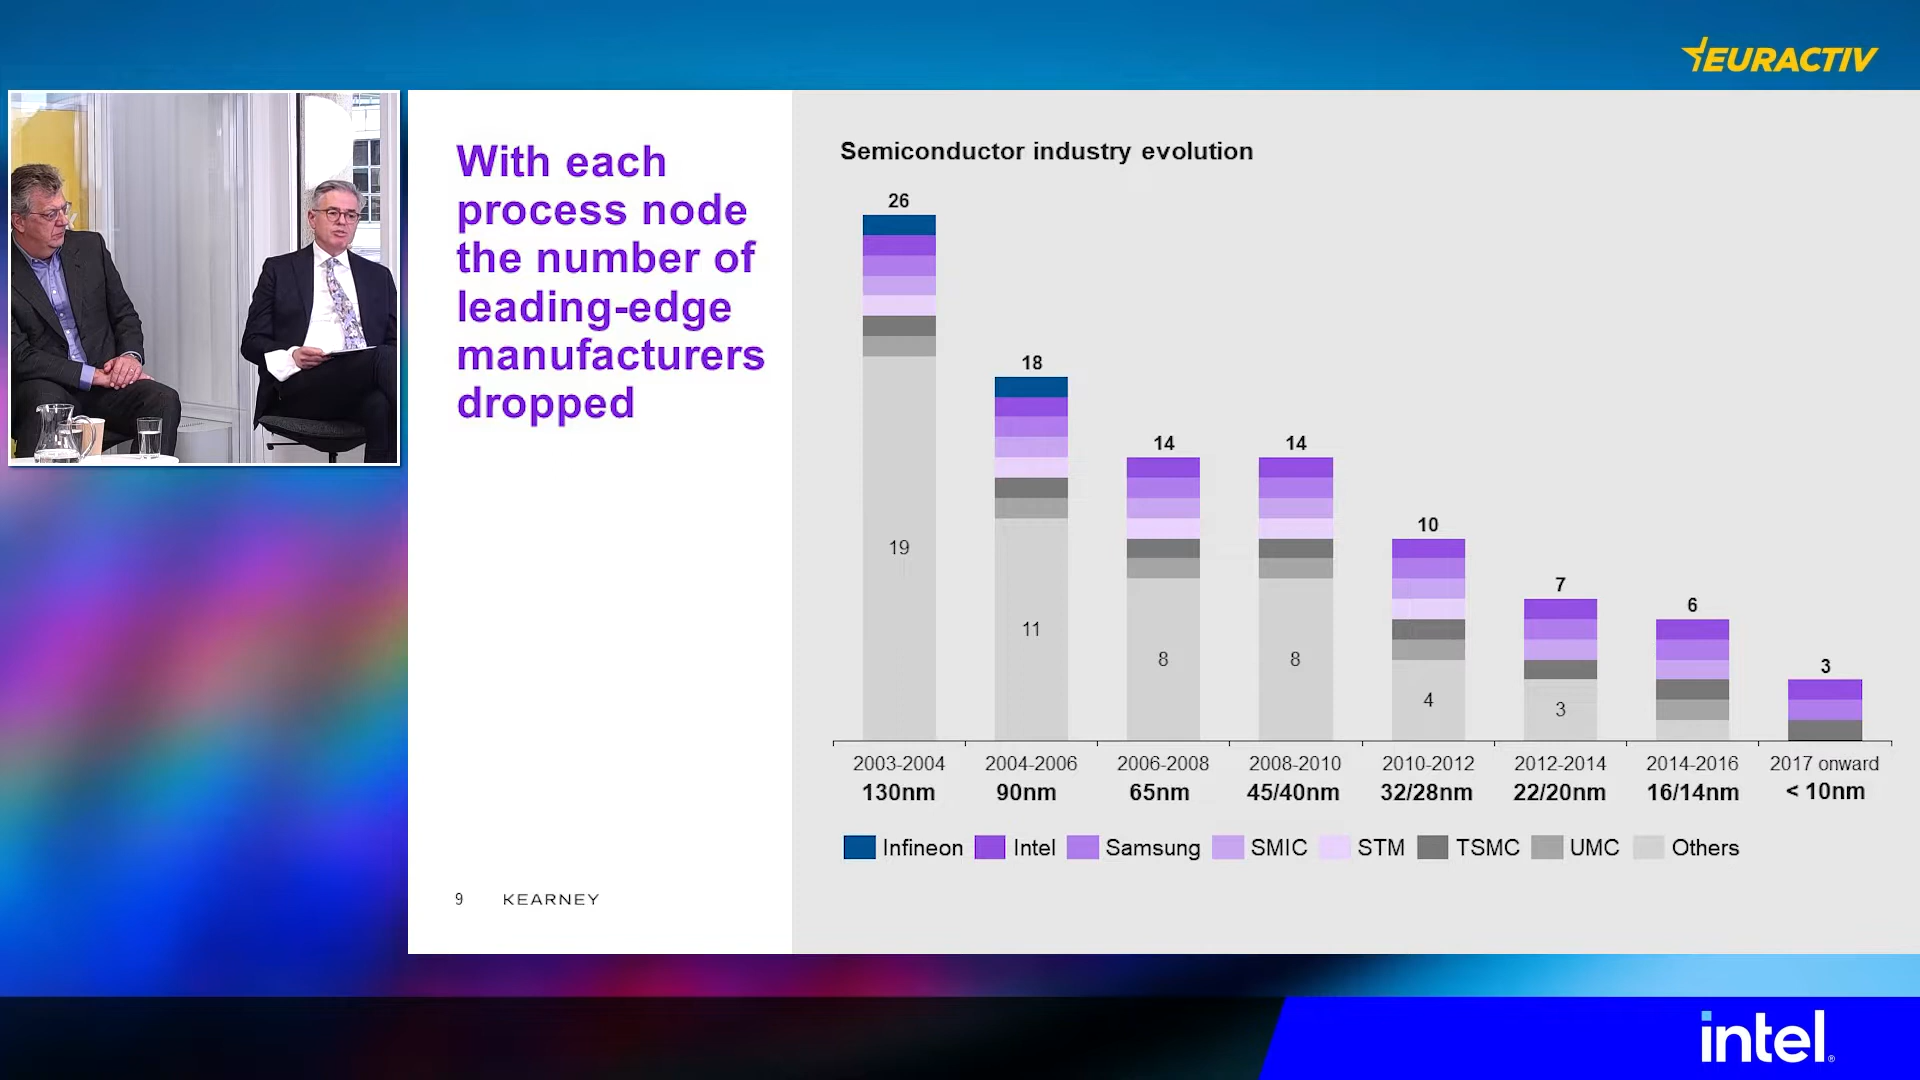 EURACTIV
With each
process node
the number of
leading-edge
manufacturers
dropped
Semiconductor industry evolution
26
18
14
14
10
7
6
3
19
11
8
8
4
3
2003-2004 2004-2006 2006-2008 2008-2010 2010-2012 2012-2014 2014-2016 2017 onward
130nm 90nm 65nm 45/40nm 32/28nm 22/20nm 16/14nm < 10nm
Infineon Intel Samsung SMIC STM TSMC UMC Others
9 KEARNEY
intel®